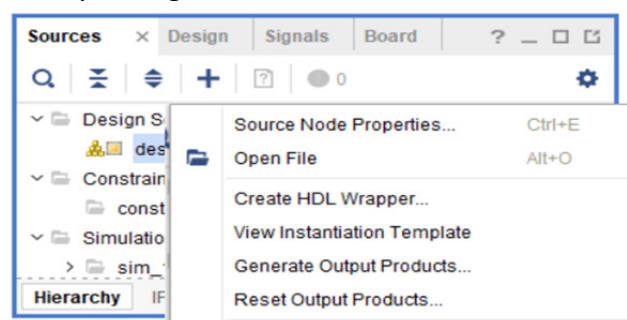 Sources × Design Signals Board ? _
0
Design S
des
Source Node Properties... Ctrl+E
Open File Alt+O
Constrain
const
Create HDL Wrapper...
View Instantiation Template
Simulatio
sim_
Generate Output Products...
Reset Output Products...
Hierarchy IP